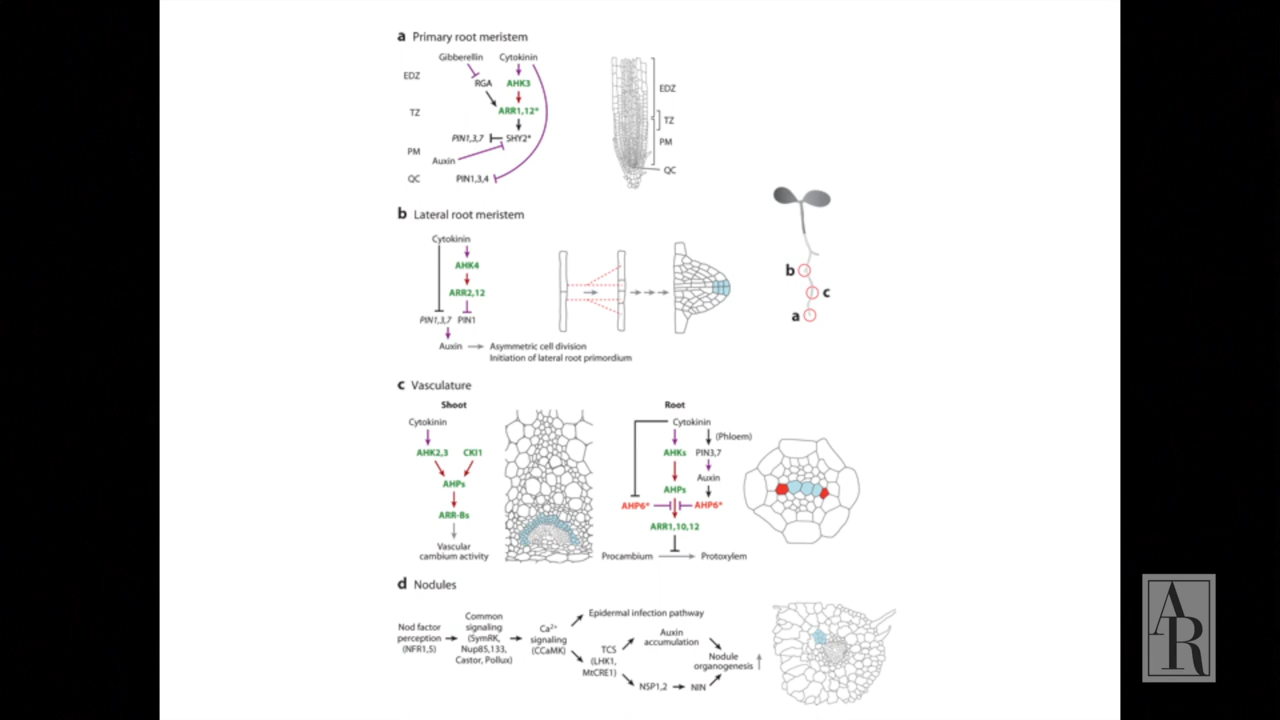 a Primary root meristem
Gibberellin Cytokinin
EDZ
RGA AHK3
TZ ARR1,12*
PIN1,3,7 SHY2*
PM
Auxin
QC PIN1,3,4
EDZ
TZ
PM
QC
b Lateral root meristem
Cytokinin
AHK4
ARR2,12
PIN1,3,7 PIN1
Auxin Asymmetric cell division
Initiation of lateral root primordium
b
c
a
c Vasculature
Shoot
Cytokinin
AHK2,3 CKI1
AHPs
ARR-Bs
Vascular
cambium activity
Root
Cytokinin
(Phloem)
AHKs PIN3,7
Auxin
AHPs
AHP6* AHP6*
ARR1,10,12
Procambium Protoxylem
d Nodules
Nod factor
perception
(NFR1,5)
Common
signaling
(SymRK,
Nup85,133,
Castor, Pollux)
Ca2+
signaling
(CCaMK)
Epidermal infection pathway
TCS
(LHK1,
MtCRE1)
Auxin
accumulation
NSP1,2 NIN
Nodule
organogenesis
AR